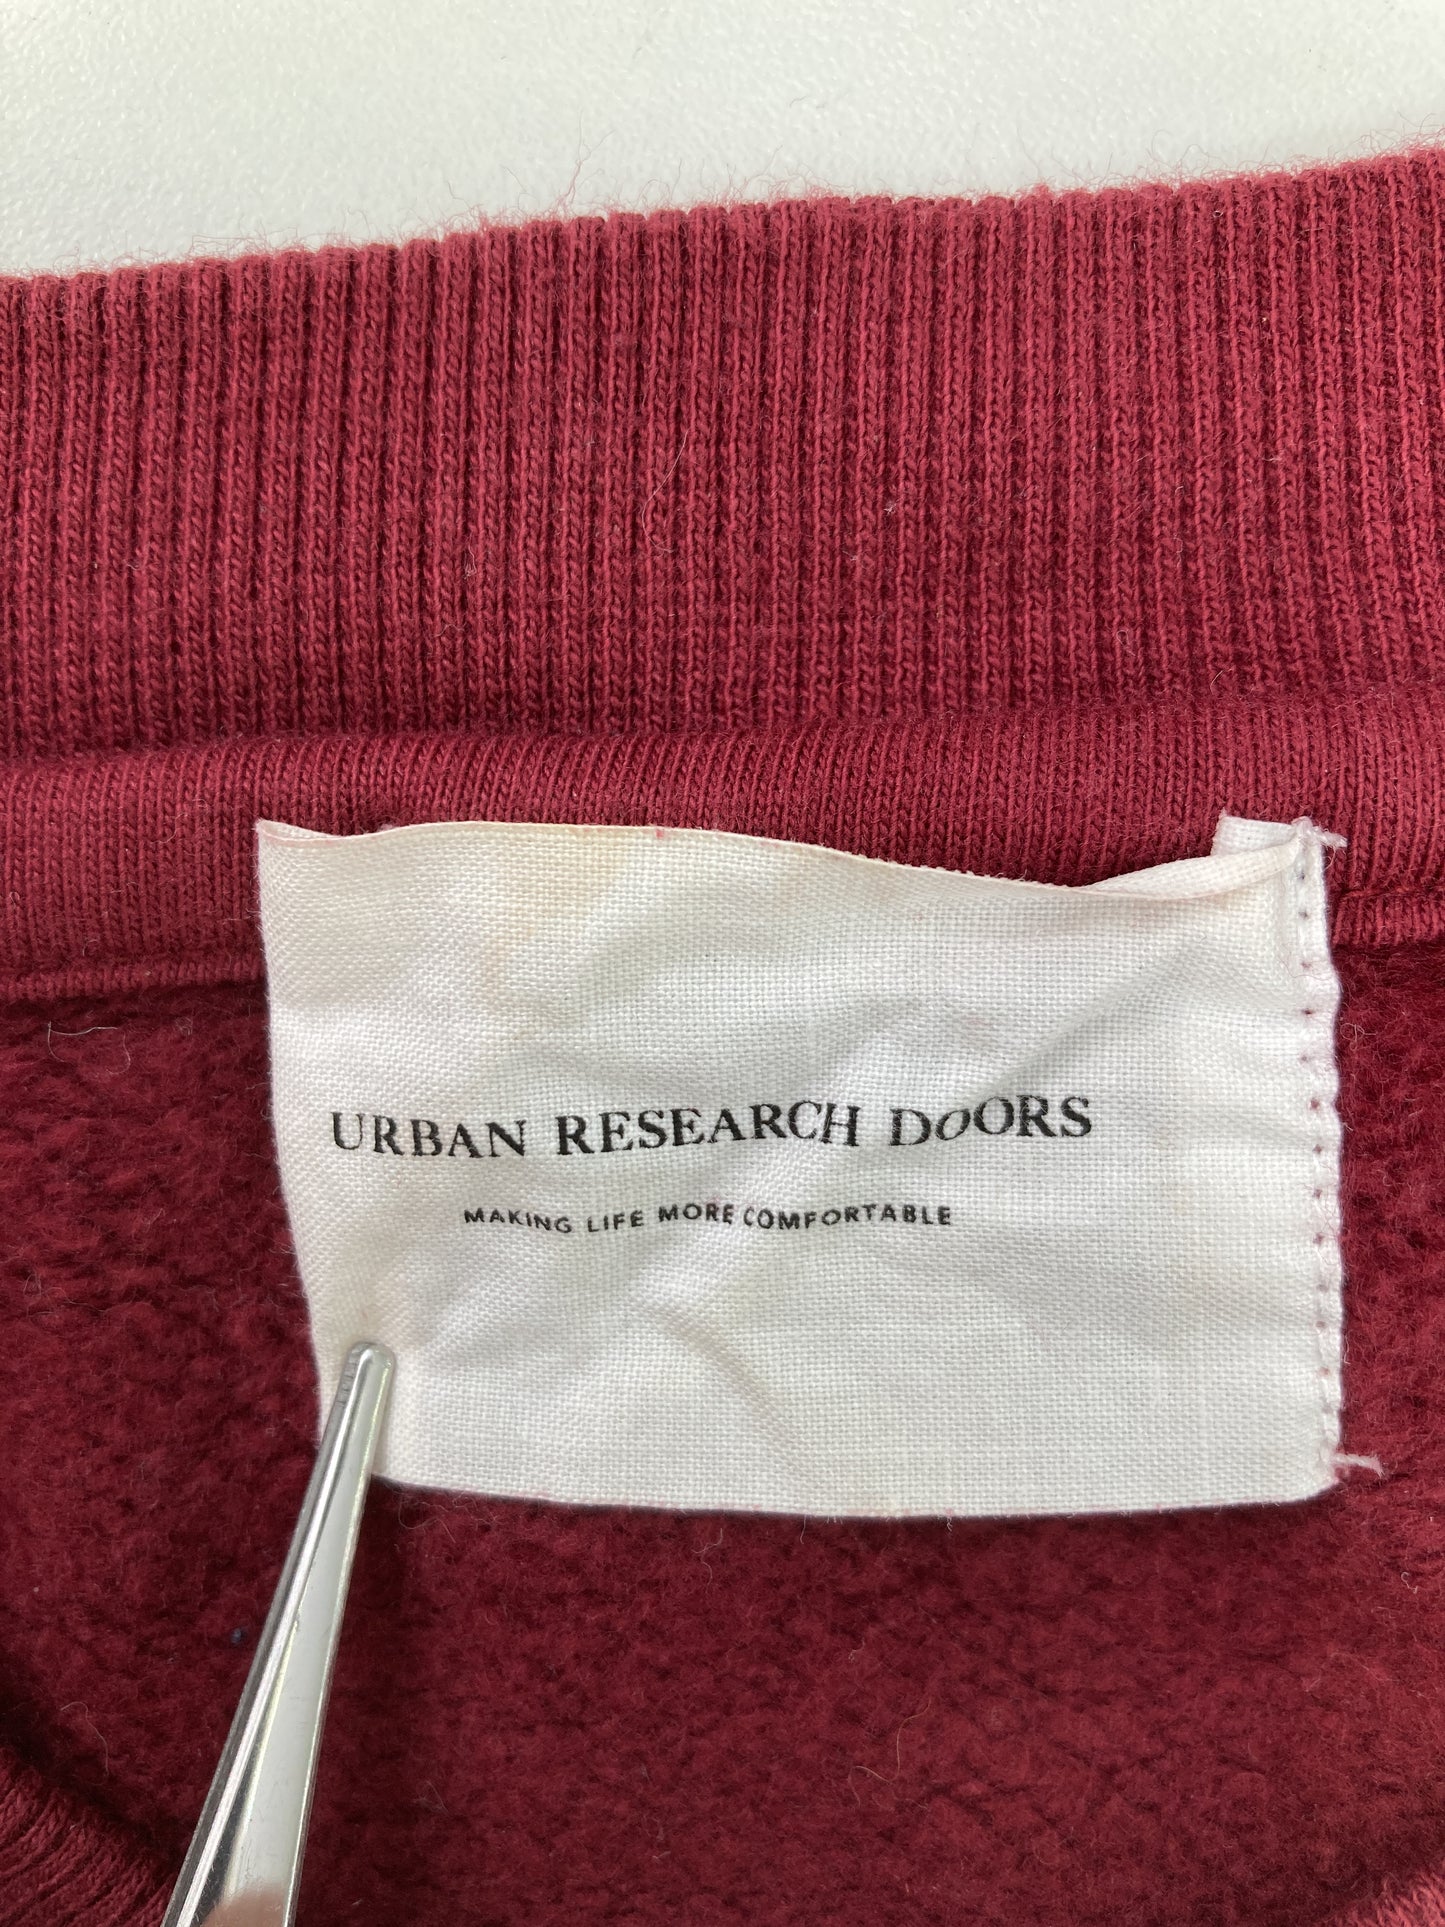 URBAN RESEARCH DOORS
MAKING LIFE MORE COMFORTABLE